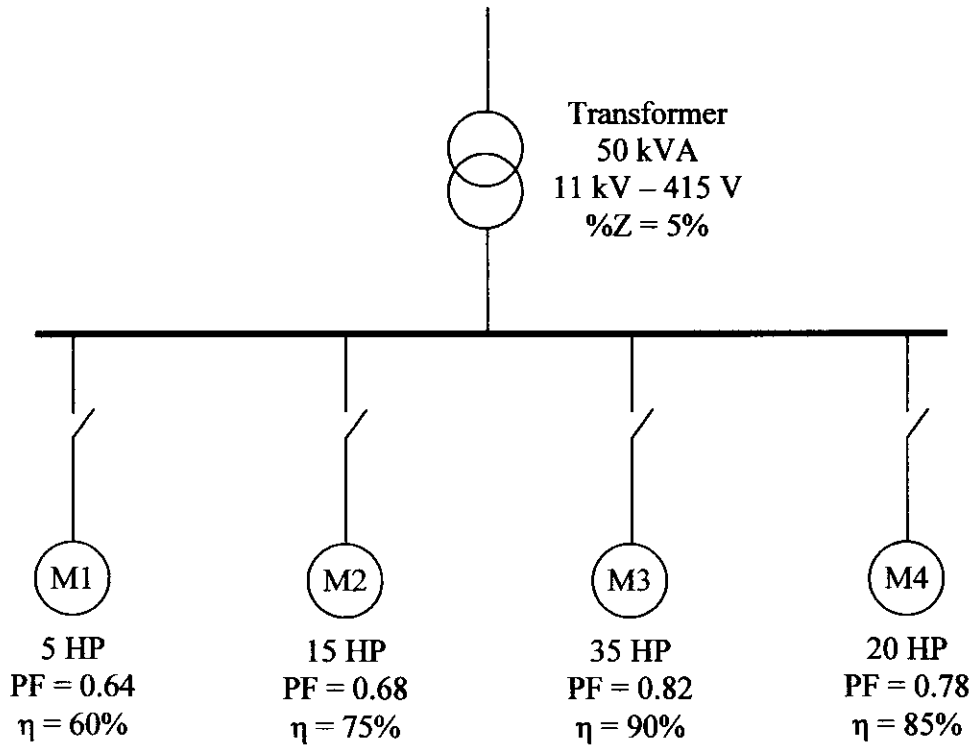 Transformer
50 kVA
11 kV – 415 V
%Z = 5%
M1
M2
M3
M4
5 HP
PF = 0.64
η = 60%
15 HP
PF = 0.68
η = 75%
35 HP
PF = 0.82
η = 90%
20 HP
PF = 0.78
η = 85%